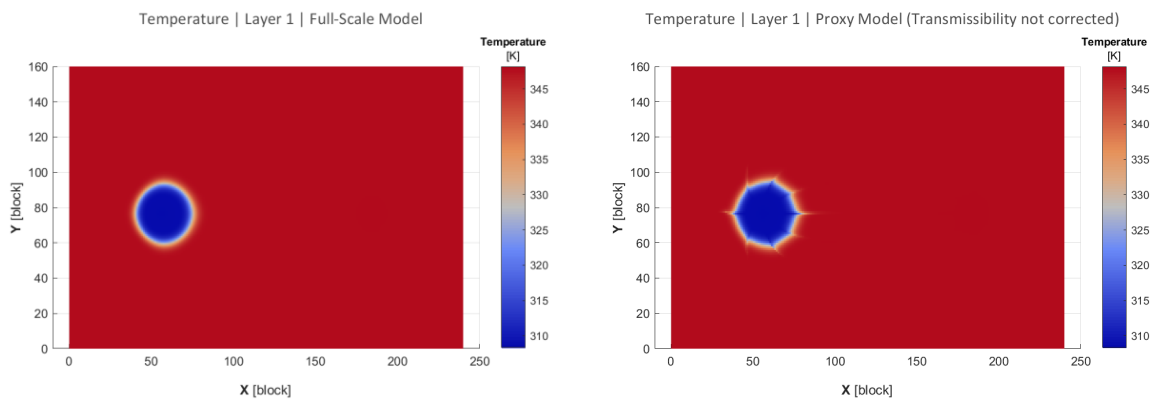 Temperature | Layer 1 | Full-Scale Model
Temperature
[K]
160
140
120
100
80
60
40
20
0
Y [block]
0 50 100 150 200 250
X [block]
345
340
335
330
325
320
315
310
Temperature | Layer 1 | Proxy Model (Transmissibility not corrected)
Temperature
[K]
160
140
120
100
80
60
40
20
0
Y [block]
0 50 100 150 200 250
X [block]
345
340
335
330
325
320
315
310